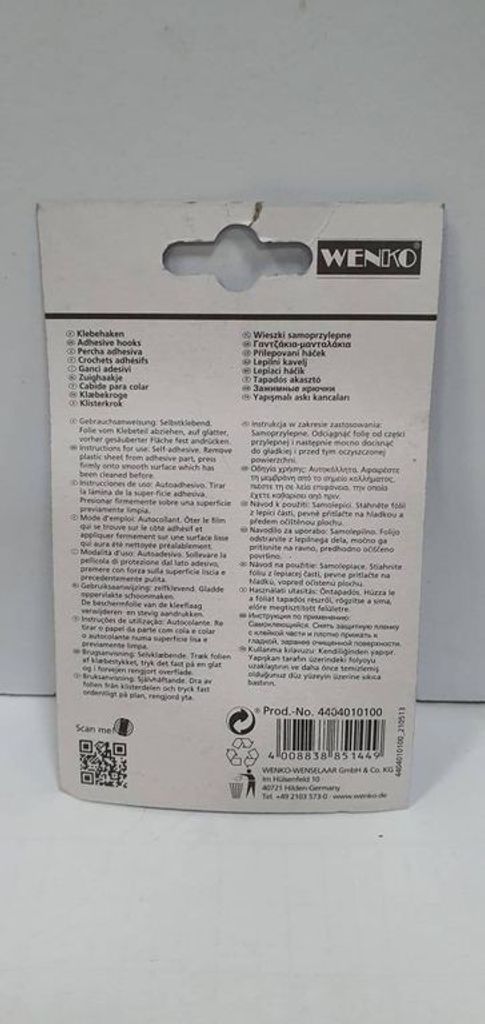 WENKO
Klebehaken
Adhesive hooks
Percha adhesiva
Crochets adhésifs
Ganci adesivi
Zuighaakje
Cabide para colar
Klæbekroge
Klisterkrok
Wieszki samoprzylepne
Γαντζάκια-μανταλάκια
Přilepovaní háček
Lepilni kavelj
Lepiaci háčik
Tapadós akasztó
Зажимные крючки
Yapışmalı askı kancaları
Gebrauchsanweisung: Selbstklebend.
Folie vom Klebeteil abziehen, auf glatter,
vorher gesäuberter Fläche fest andrücken.
Instructions for use: Self-adhesive. Remove
plastic sheet from adhesive part, press
firmly onto smooth surface which has
been cleaned before.
Instrucciones de uso: Autoadhesivo. Tirar
la lámina de la super-ficie adhesiva.
Presionar firmemente sobre una superficie
previamente limpia.
Mode d'emploi: Autocollant. Ôter le film
qui se trouve sur le côté adhésif et
appliquer fermement sur une surface lisse
qui aura été nettoyée préalablement.
Modalità d'uso: Autoadesivo. Sollevare la
pellicola di protezione dal lato adesivo,
premere con forza sulla superficie liscia e
precedentemente pulita.
Gebruiksaanwijzing: zelfklevend. Gladde
oppervlakte schoonmaken.
De beschermfolie van de kleeflaag
verwijderen en stevig aandrukken.
Instruções de utilização: Autocolante. Re
tirar o papel da parte com cola e colar
o autocolante numa superfície lisa e
previamente limpa.
Brugsanvisning: Selvklæbende. Træk folien
af klæbestykket, tryk det fast på en glat
og i forvejen rengjort overflade.
Bruksanvisning: Självhäftande. Dra av
folien från klisterdelen och tryck fast
ordentligt på plan, rengjord yta.
Instrukcja w zakresie zastosowania:
Samoprzylepne. Odciągnąć folię od części
przylepnej i następnie mocno docisnąć
do gładkiej i przed tym oczyszczonej
powierzchni.
Οδηγία χρήσης: Αυτοκόλλητο. Αφαιρέστε
τη μεμβράνη από το σημείο κολλήματος,
πιέστε τη σε λεία επιφάνεια, την οποία
έχετε καθαρίσει από πριν.
Návod k použití: Samolepicí. Stáhněte fólii
z lepicí části, pevně přitlačte na hladkou a
předem očištěnou plochu.
Navodilo za uporabo: Samolepilno. Folijo
odstranite z lepilnega dela, močno ga
pritisnite na ravno, predhodno očiščeno
površino.
Návod na použitie: Samolepiace. Stiahnite
fóliu z lepiacej časti, pevne pritlačte na
hladkú, vopred očistenú plochu.
Használati utasítás: Öntapadós. Húzza le
a fóliát tapadós részről, rögzítse a sima,
előre megtisztított felületre.
Инструкция по применению:
Самоклеющийся. Снять защитную пленку
с клейкой части и плотно прижать к
гладкой, заранее очищенной поверхности.
Kullanma kılavuzu: Kendiliğinden yapışır.
Yapışkan tarafın üzerindeki folyoyu
uzaklaştırın ve daha önce temizlemiş
olduğunuz düz yüzeyin üzerine sıkıca
bastırın.
Scan me!
Prod.-No. 4404010100
4 008838 851449
4404010100_210513
WENKO-WENSELAAR GmbH & Co. KG
Im Hülsenfeld 10
40721 Hilden-Germany
Tel. +49 2103 573-0 · www.wenko.de